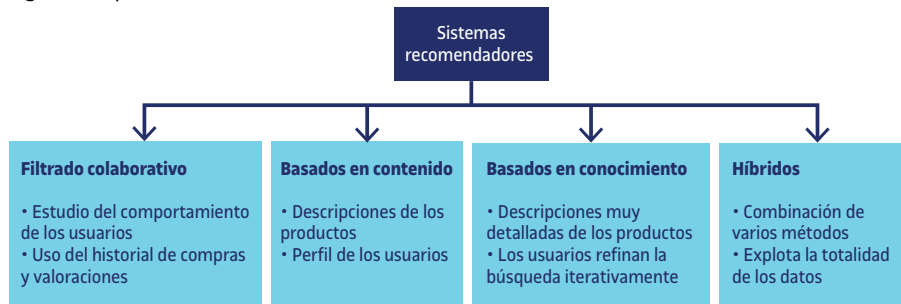 Sistemas
recomendadores
Filtrado colaborativo
• Estudio del comportamiento
de los usuarios
• Uso del historial de compras
y valoraciones
Basados en contenido
• Descripciones de los
productos
• Perfil de los usuarios
Basados en conocimiento
• Descripciones muy
detalladas de los productos
• Los usuarios refinan la
búsqueda iterativamente
Híbridos
• Combinación de
varios métodos
• Explota la totalidad
de los datos